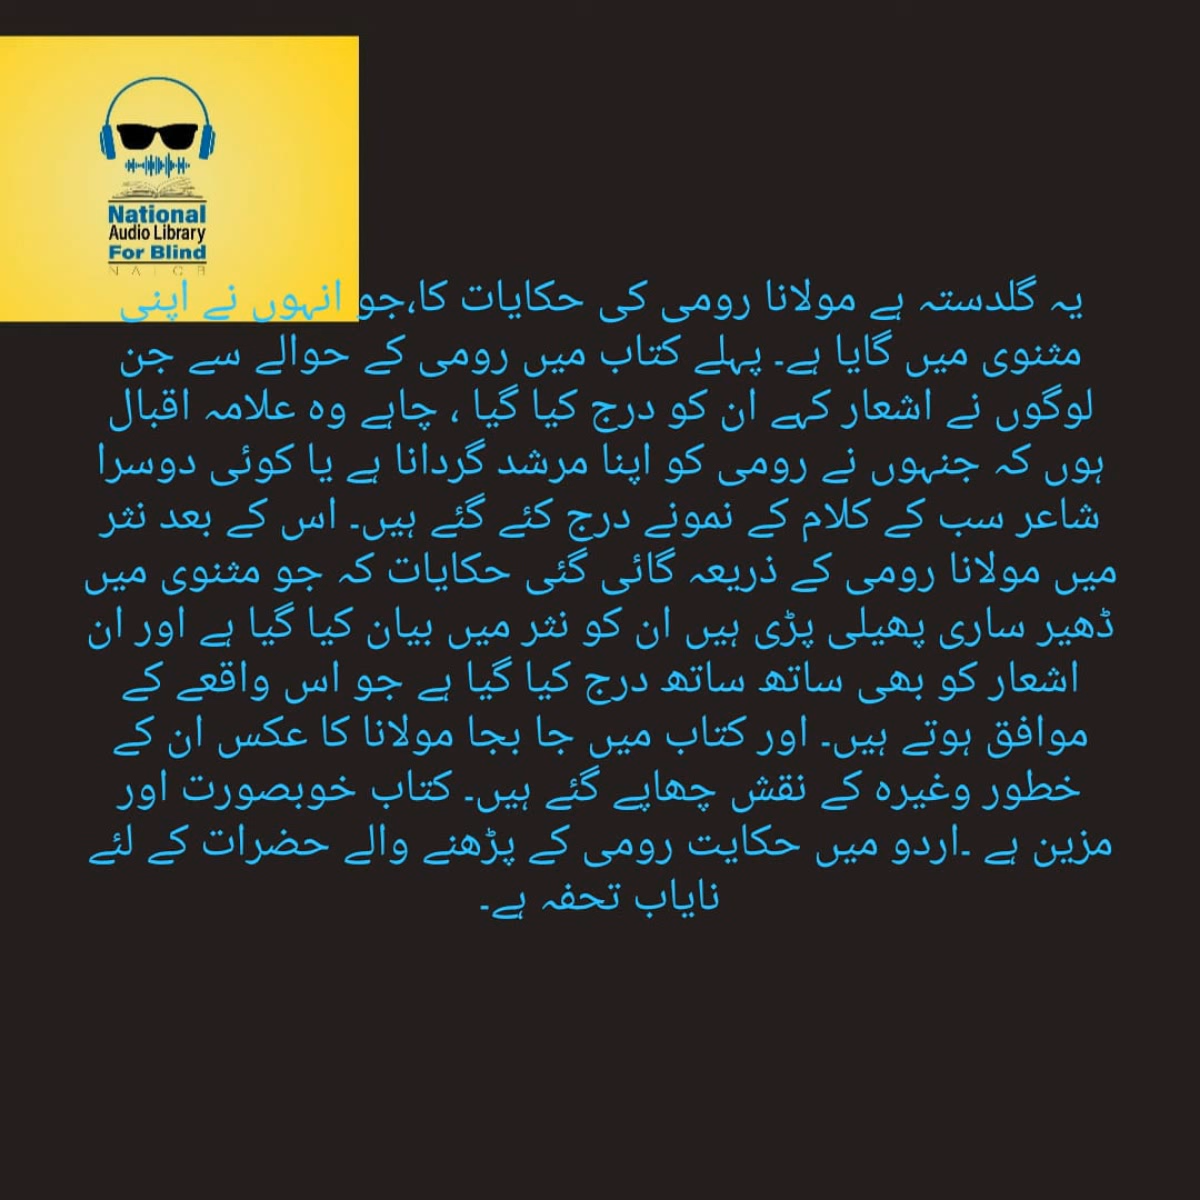 National
Audio Library
For Blind
N A L C B
یہ گلدستہ ہے مولانا رومی کی حکایات کا،جو انہوں نے اپنی
مثنوی میں گایا ہے۔ پہلے کتاب میں رومی کے حوالے سے جن
لوگوں نے اشعار کہے ان کو درج کیا گیا ، چاہے وہ علامہ اقبال
ہوں کہ جنہوں نے رومی کو اپنا مرشد گردانا ہے یا کوئی دوسرا
شاعر سب کے کلام کے نمونے درج کئے گئے ہیں۔ اس کے بعد نثر
میں مولانا رومی کے ذریعہ گائی گئی حکایات کہ جو مثنوی میں
ڈھیر ساری پھیلی پڑی ہیں ان کو نثر میں بیان کیا گیا ہے اور ان
اشعار کو بھی ساتھ ساتھ درج کیا گیا ہے جو اس واقعے کے
موافق ہوتے ہیں۔ اور کتاب میں جا بجا مولانا کا عکس ان کے
خطور وغیرہ کے نقش چھاپے گئے ہیں۔ کتاب خوبصورت اور
مزین ہے ۔اردو میں حکایت رومی کے پڑھنے والے حضرات کے لئے
نایاب تحفہ ہے۔